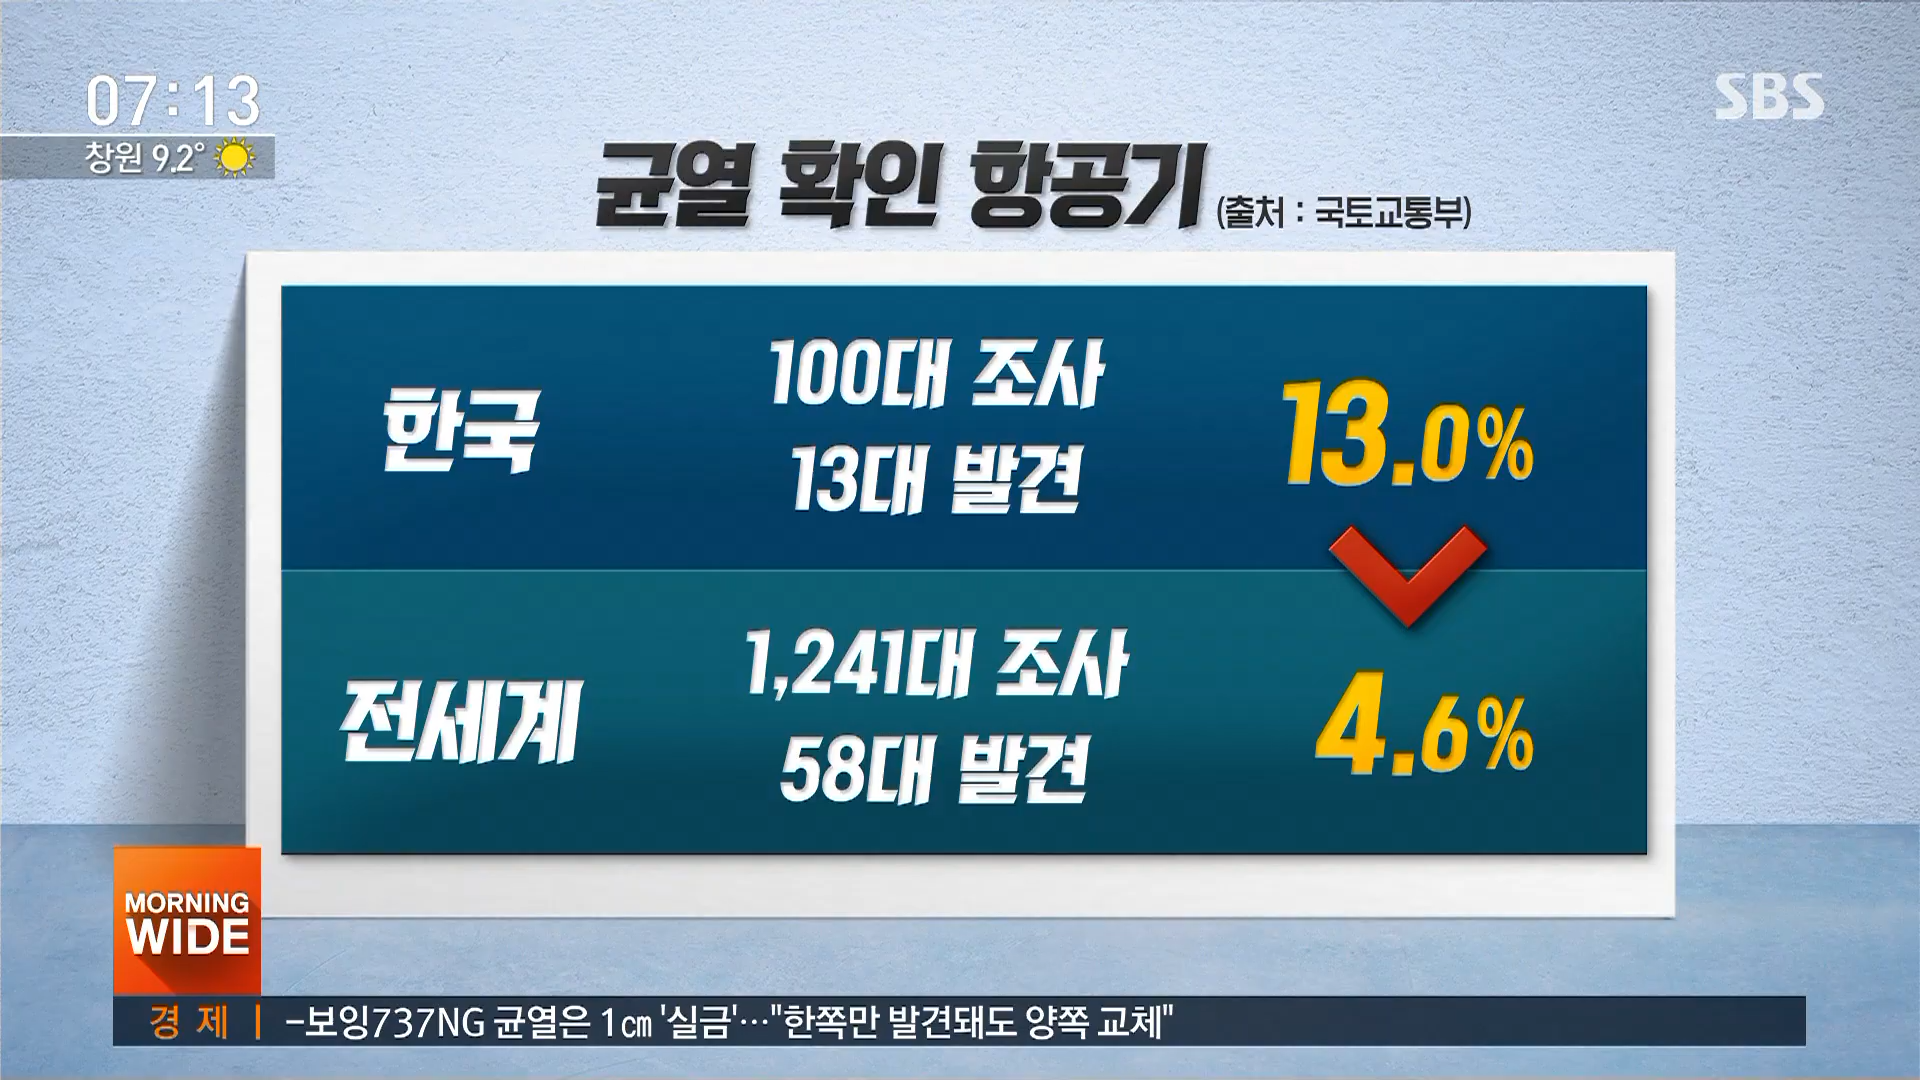 07:13
SBS
창원 9.2°
균열 확인 항공기 (출처 : 국토교통부)
한국
100대 조사
13대 발견
13.0%
전세계
1,241대 조사
58대 발견
4.6%
MORNING
WIDE
경제 | -보잉737NG 균열은 1㎝ '실금'…"한쪽만 발견돼도 양쪽 교체"